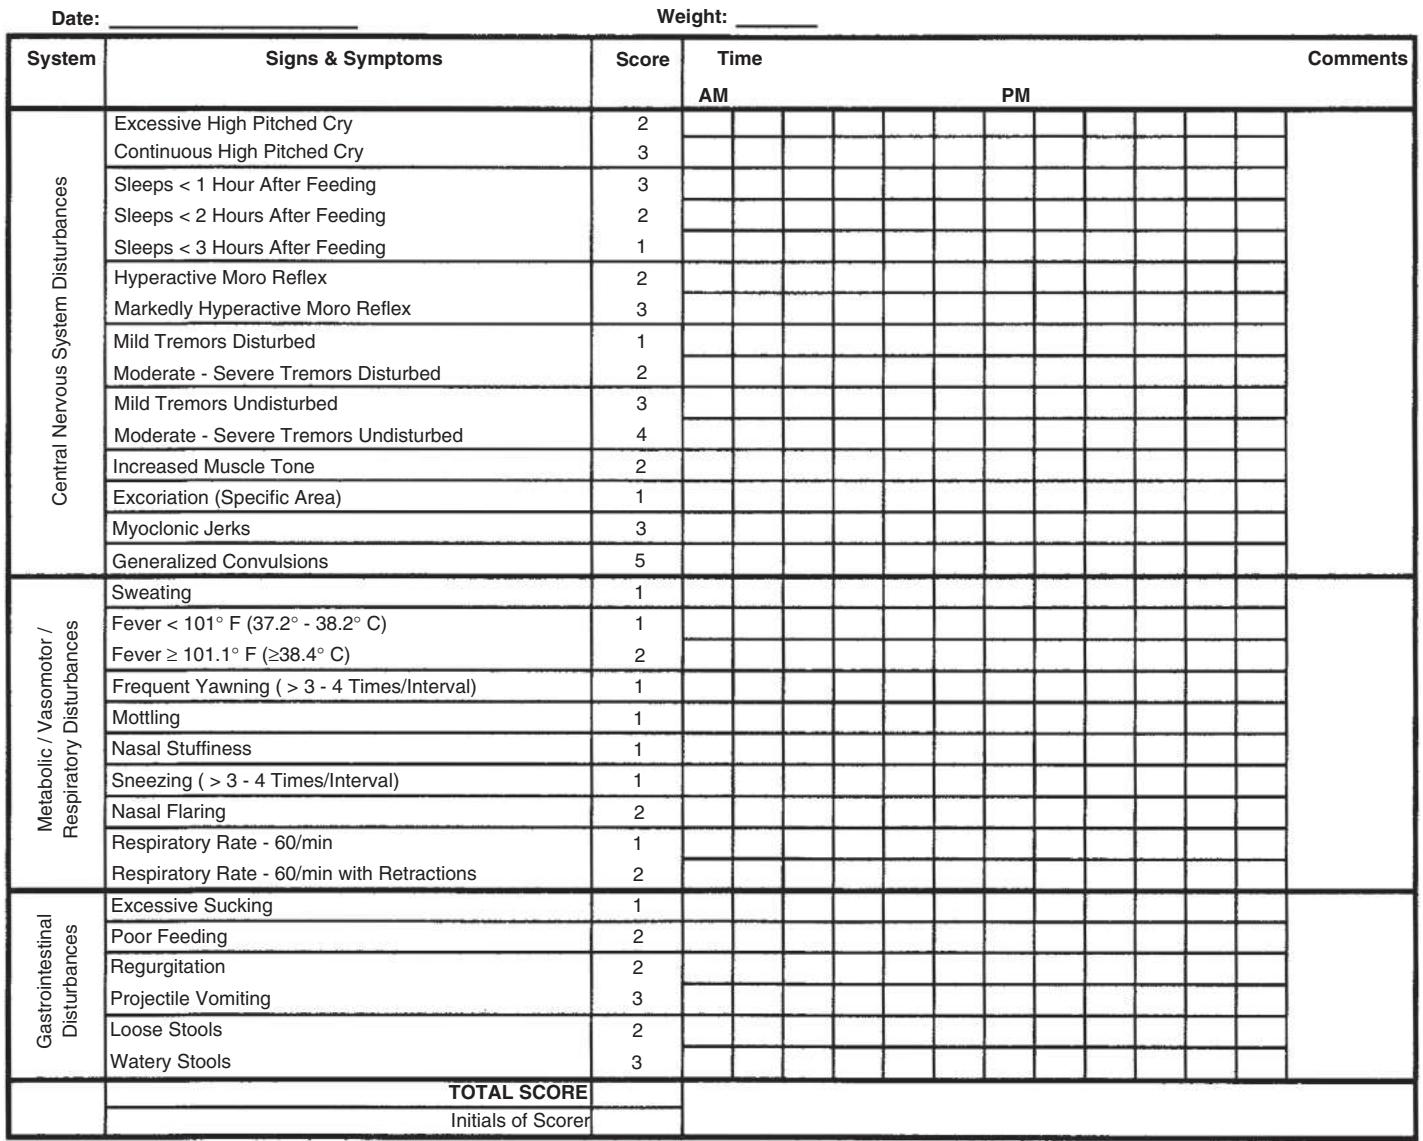 Date: Weight:
System Signs & Symptoms Score Time Comments
AM PM
Central Nervous System Disturbances
Excessive High Pitched Cry 2
Continuous High Pitched Cry 3
Sleeps < 1 Hour After Feeding 3
Sleeps < 2 Hours After Feeding 2
Sleeps < 3 Hours After Feeding 1
Hyperactive Moro Reflex 2
Markedly Hyperactive Moro Reflex 3
Mild Tremors Disturbed 1
Moderate - Severe Tremors Disturbed 2
Mild Tremors Undisturbed 3
Moderate - Severe Tremors Undisturbed 4
Increased Muscle Tone 2
Excoriation (Specific Area) 1
Myoclonic Jerks 3
Generalized Convulsions 5
Metabolic / Vasomotor /
Respiratory Disturbances
Sweating 1
Fever < 101° F (37.2° - 38.2° C) 1
Fever ≥ 101.1° F (≥38.4° C) 2
Frequent Yawning ( > 3 - 4 Times/Interval) 1
Mottling 1
Nasal Stuffiness 1
Sneezing ( > 3 - 4 Times/Interval) 1
Nasal Flaring 2
Respiratory Rate - 60/min 1
Respiratory Rate - 60/min with Retractions 2
Gastrointestinal
Disturbances
Excessive Sucking 1
Poor Feeding 2
Regurgitation 2
Projectile Vomiting 3
Loose Stools 2
Watery Stools 3
TOTAL SCORE
Initials of Scorer